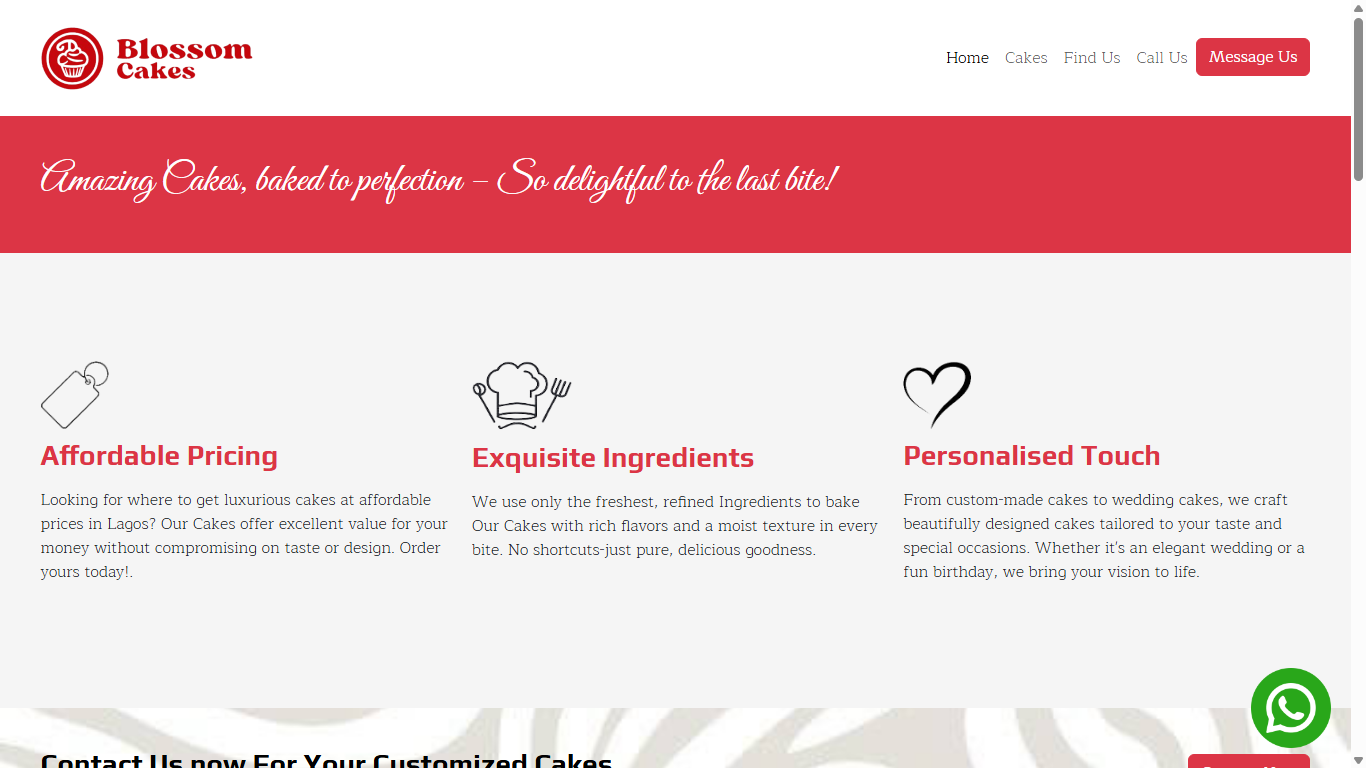 Blossom
Cakes
Home
Cakes
Find Us
Call Us
Message Us
Amazing Cakes, baked to perfection – So delightful to the last bite!
Affordable Pricing
Looking for where to get luxurious cakes at affordable
prices in Lagos? Our Cakes offer excellent value for your
money without compromising on taste or design. Order
yours today!.
Exquisite Ingredients
We use only the freshest, refined Ingredients to bake
Our Cakes with rich flavors and a moist texture in every
bite. No shortcuts-just pure, delicious goodness.
Personalised Touch
From custom-made cakes to wedding cakes, we craft
beautifully designed cakes tailored to your taste and
special occasions. Whether it's an elegant wedding or a
fun birthday, we bring your vision to life.
Contact Us now For Your Customized Cakes